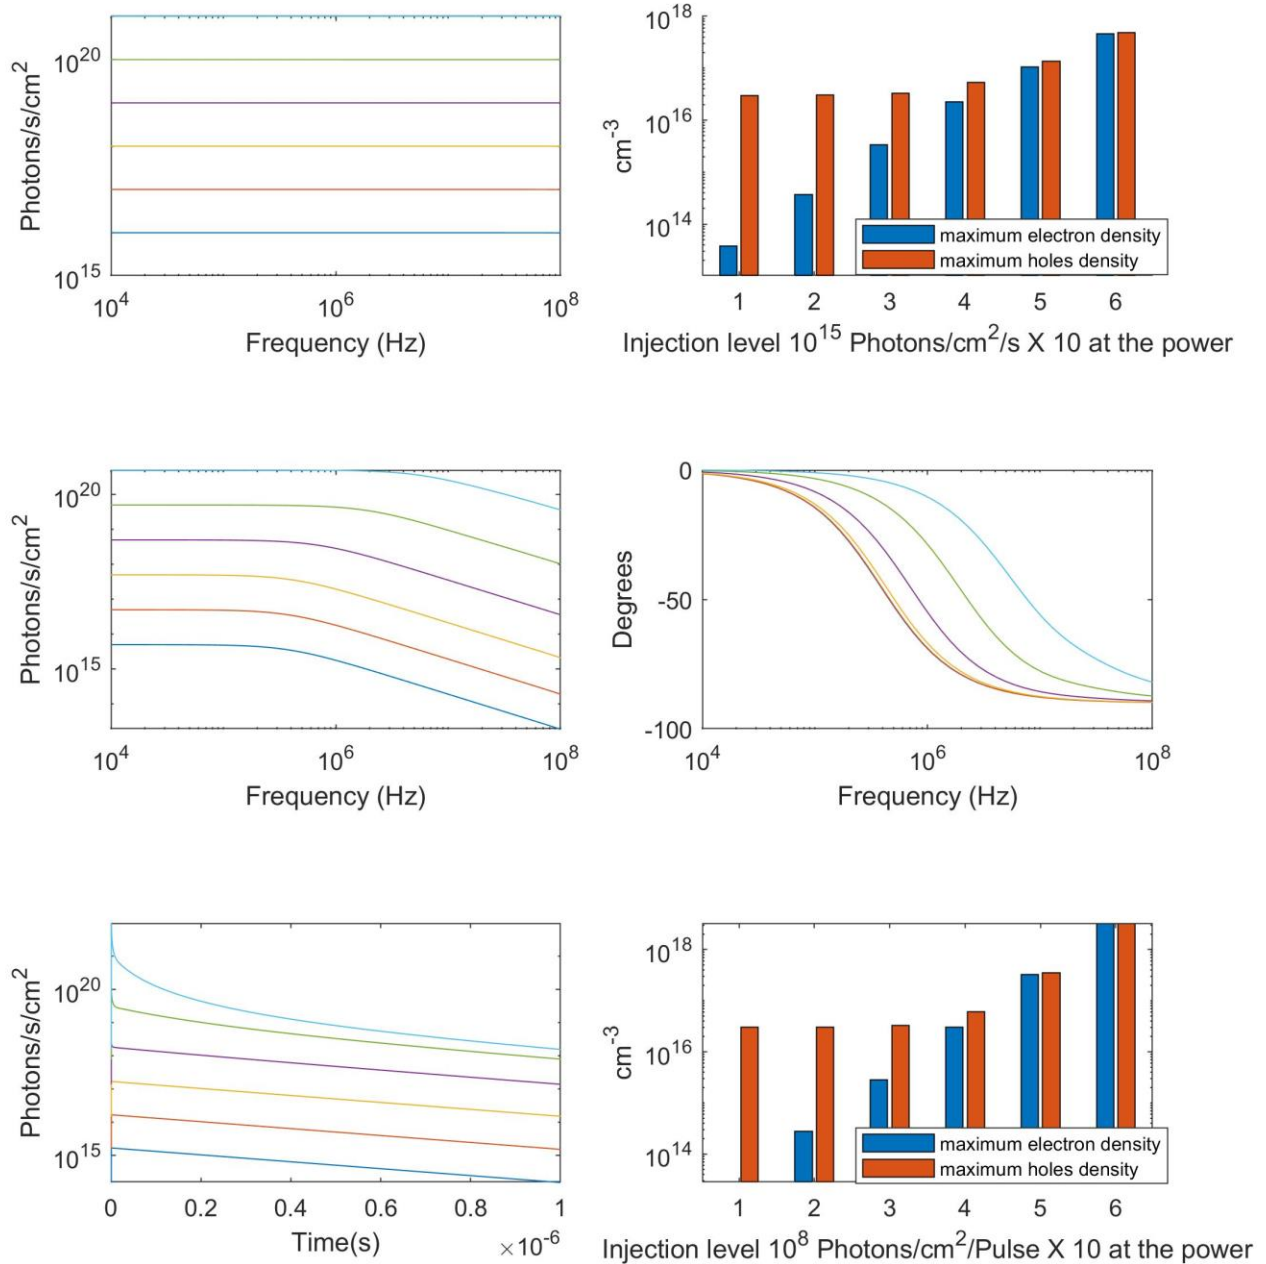 Photons/s/cm2
10^20
10^15
10^4 10^6 10^8
Frequency (Hz)
cm-3
10^18
10^16
10^14
maximum electron density
maximum holes density
1 2 3 4 5 6
Injection level 10^15 Photons/cm^2/s X 10 at the power
Photons/s/cm^2
10^20
10^15
10^4 10^6 10^8
Frequency (Hz)
Degrees
0
-50
-100
10^4 10^6 10^8
Frequency (Hz)
Photons/s/cm^2
10^20
10^15
0 0.2 0.4 0.6 0.8 1
Time(s) ×10^-6
cm^-3
10^18
10^16
10^14
maximum electron density
maximum holes density
1 2 3 4 5 6
Injection level 10^8 Photons/cm^2/Pulse X 10 at the power